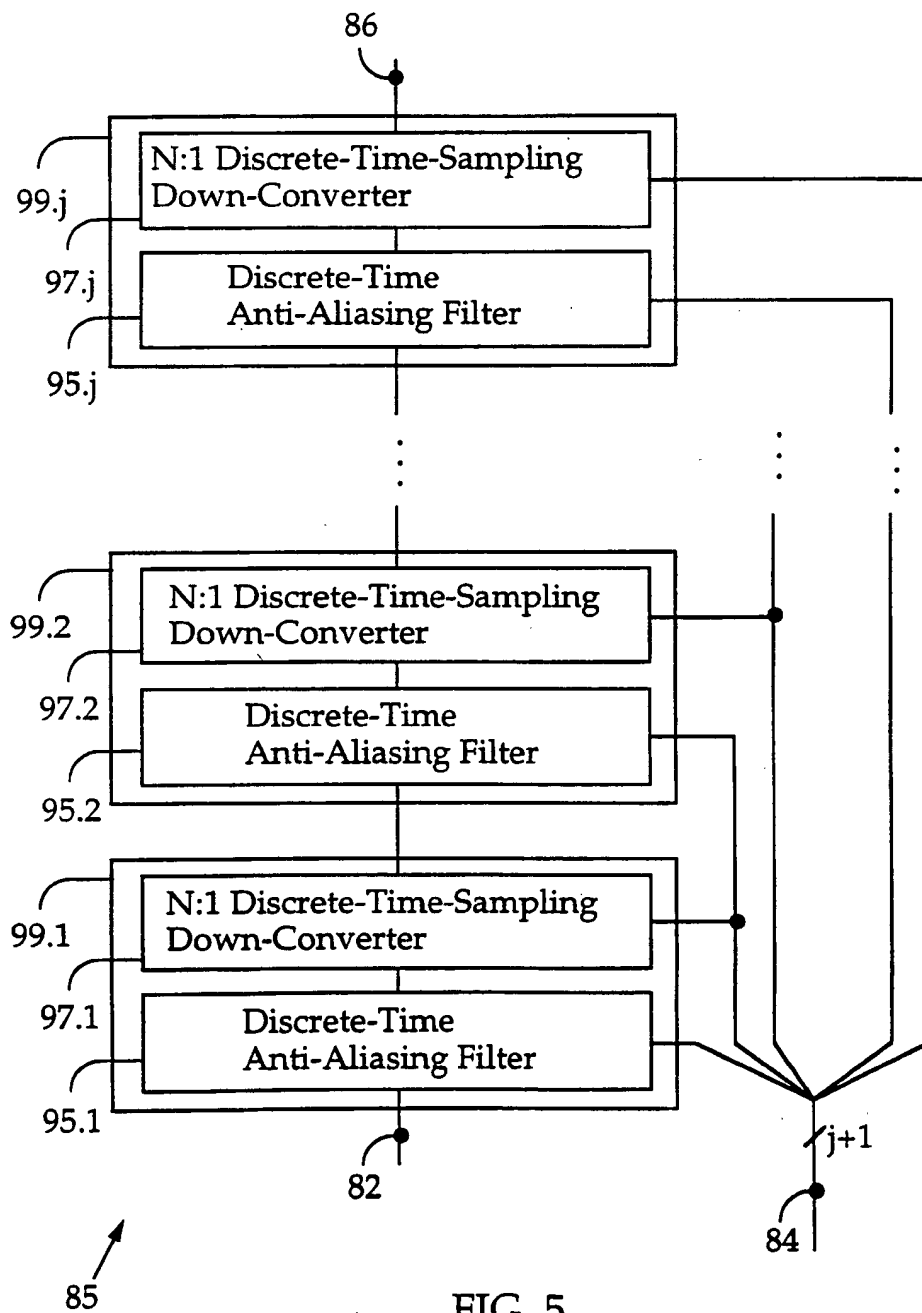 86
N:1 Discrete-Time-Sampling
Down-Converter
99.j
Discrete-Time
Anti-Aliasing Filter
97.j
95.j
N:1 Discrete-Time-Sampling
Down-Converter
99.2
Discrete-Time
Anti-Aliasing Filter
97.2
95.2
N:1 Discrete-Time-Sampling
Down-Converter
99.1
Discrete-Time
Anti-Aliasing Filter
97.1
95.1
j+1
82
84
85
FIG. 5